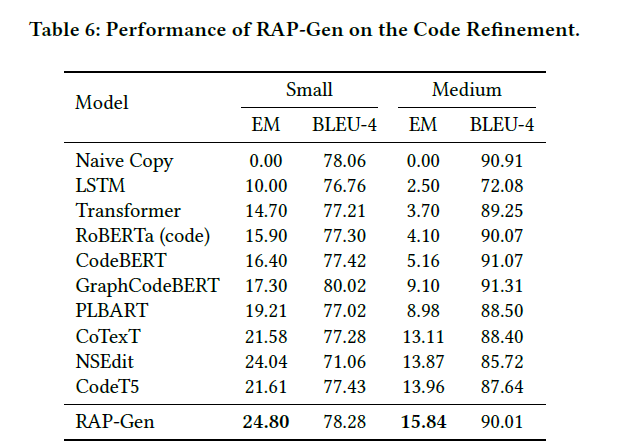 Table 6: Performance of RAP-Gen on the Code Refinement.
Model Small Medium
EM BLEU-4 EM BLEU-4
Naive Copy 0.00 78.06 0.00 90.91
LSTM 10.00 76.76 2.50 72.08
Transformer 14.70 77.21 3.70 89.25
RoBERTa (code) 15.90 77.30 4.10 90.07
CodeBERT 16.40 77.42 5.16 91.07
GraphCodeBERT 17.30 80.02 9.10 91.31
PLBART 19.21 77.02 8.98 88.50
CoTexT 21.58 77.28 13.11 88.40
NSEdit 24.04 71.06 13.87 85.72
CodeT5 21.61 77.43 13.96 87.64
RAP-Gen 24.80 78.28 15.84 90.01